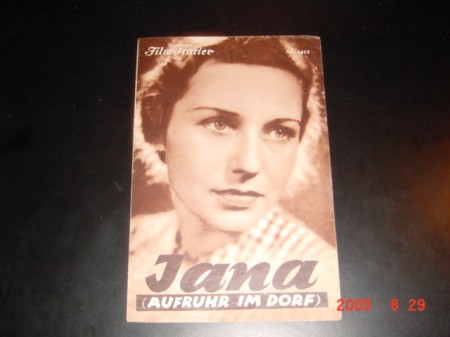 Film-Kurier
Jana
(AUFRUHR IM DORF)
2005 8 29